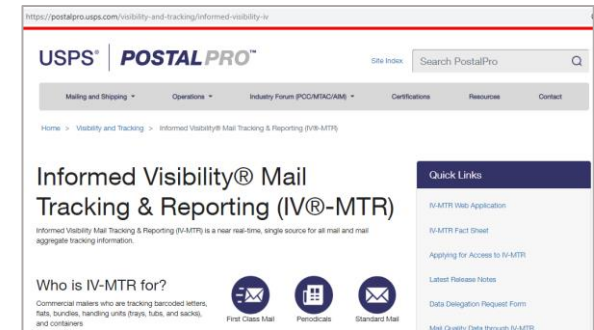 https://postalpro.usps.com/visibility-and-tracking/informed-visibility-iv
USPS® POSTALPRO™
Site Index
Search PostalPro
Mailing and Shipping
Operations
Industry Forum (PCC/MTAC/AIM)
Certifications
Resources
Contact
Home > Visibility and Tracking > Informed Visibility® Mail Tracking & Reporting (IV®-MTR)
Informed Visibility® Mail
Tracking & Reporting (IV®-MTR)
Informed Visibility Mail Tracking & Reporting (IV-MTR) is a near real-time, single source for all mail and mail
aggregate tracking information.
Who is IV-MTR for?
Commercial mailers who are tracking barcoded letters,
flats, bundles, handling units (trays, tubs, and sacks),
and containers
First Class Mail
Periodicals
Standard Mail
Quick Links
IV-MTR Web Application
IV-MTR Fact Sheet
Applying for Access to IV-MTR
Latest Release Notes
Data Delegation Request Form
Mail Quality Data through IV-MTR